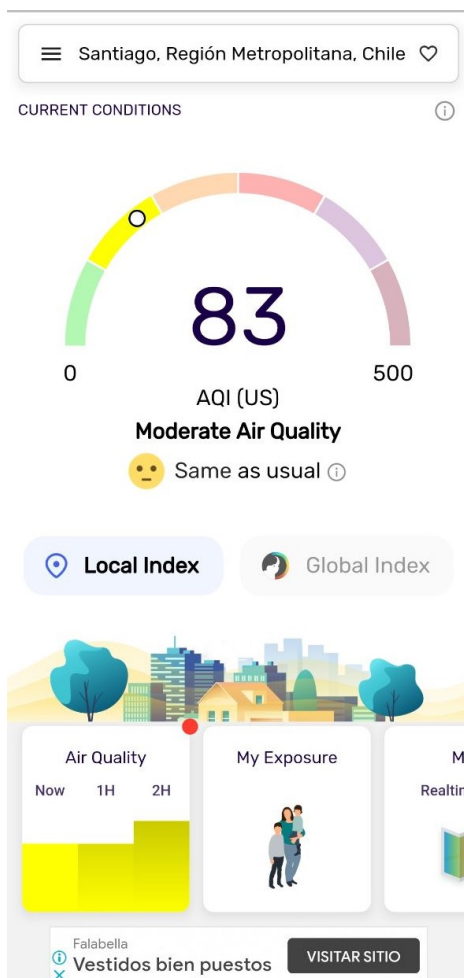 Santiago, Región Metropolitana, Chile
CURRENT CONDITIONS
83
0
500
AQI (US)
Moderate Air Quality
Same as usual
Local Index
Global Index
Air Quality
Now 1H 2H
My Exposure
M
Realtin
Falabella
Vestidos bien puestos
VISITAR SITIO